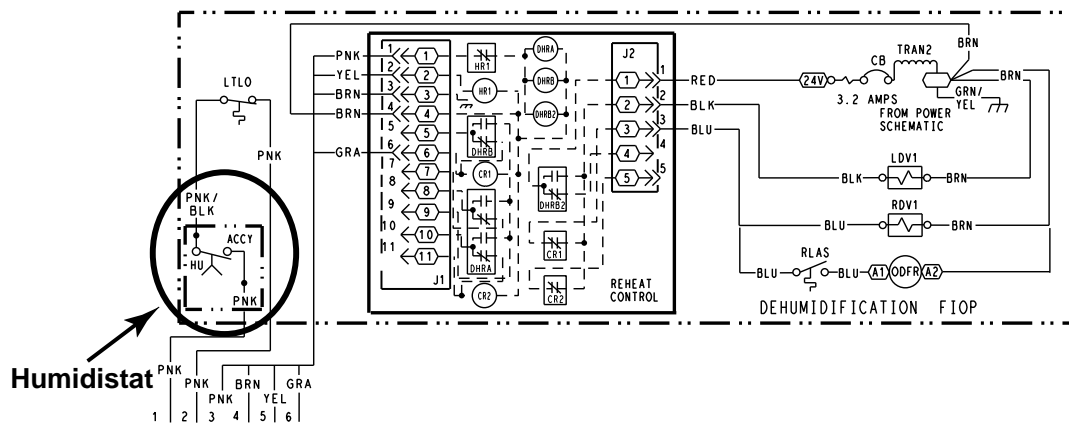 BRN
TRAN2
CB
BRN
BRN
24V
3.2 AMPS
GRN/
YEL
FROM POWER
SCHEMATIC
LTLO
PNK
PNK/
BLK
ACCY
HU
PNK
PNK 1 1
YEL 2 2
BRN 3 3
BRN 4 4
5 5
GRA 6 6
7 7
8 8
9 9
10 10
11 11
J1
HR1
HR1
DHRB
CR1
DHRA
CR2
DHRA
DHRB
DHRB2
DHRB2
CR1
CR2
J2
1 1 RED
2 2 BLK
3 3 BLU
4 4
5 5
REHEAT
CONTROL
LDV1
BLK BRN
RDV1
BLU BRN
RLAS
BLU BLU A1 ODFR A2
DEHUMIDIFICATION FIOP
Humidistat
PNK PNK PNK BRN YEL GRA
1 2 3 4 5 6